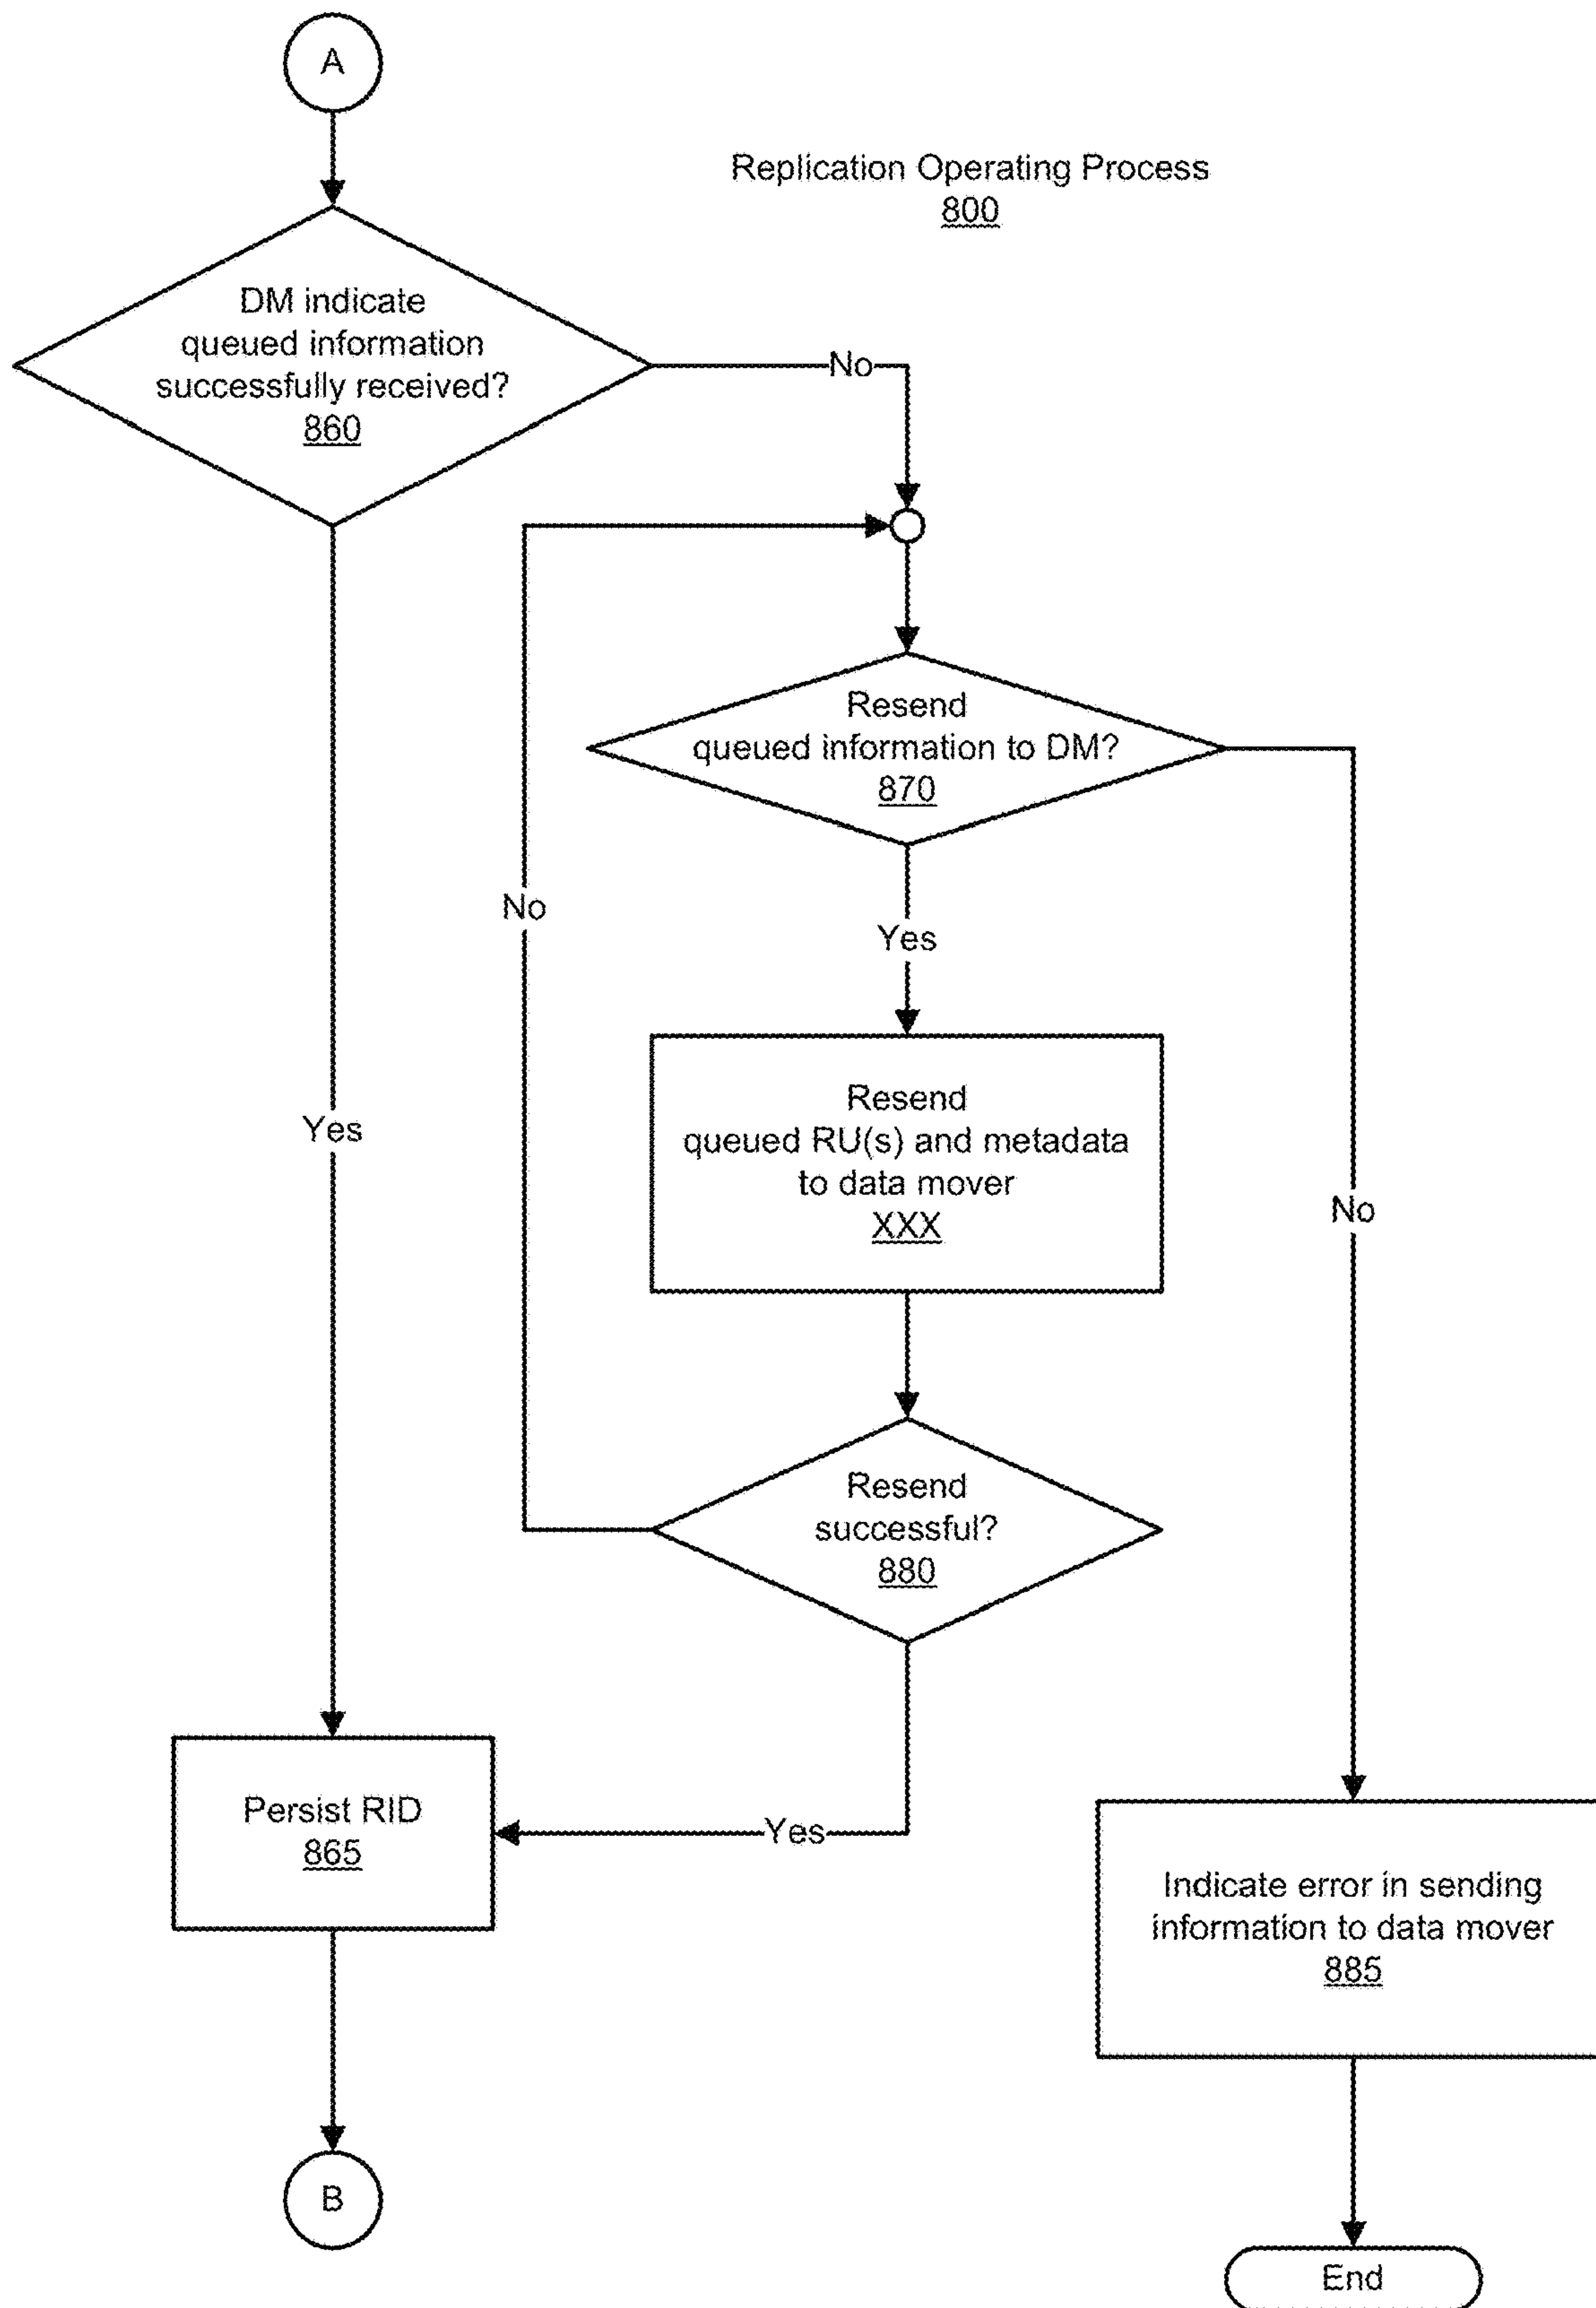 A
Replication Operating Process
800
DM indicate
queued information
successfully received?
860
No
Resend
queued information to DM?
870
No
Yes
Resend
queued RU(s) and metadata
to data mover
XXX
Yes
No
Resend
successful?
880
Persist RID
865
Yes
Indicate error in sending
information to data mover
885
B
End